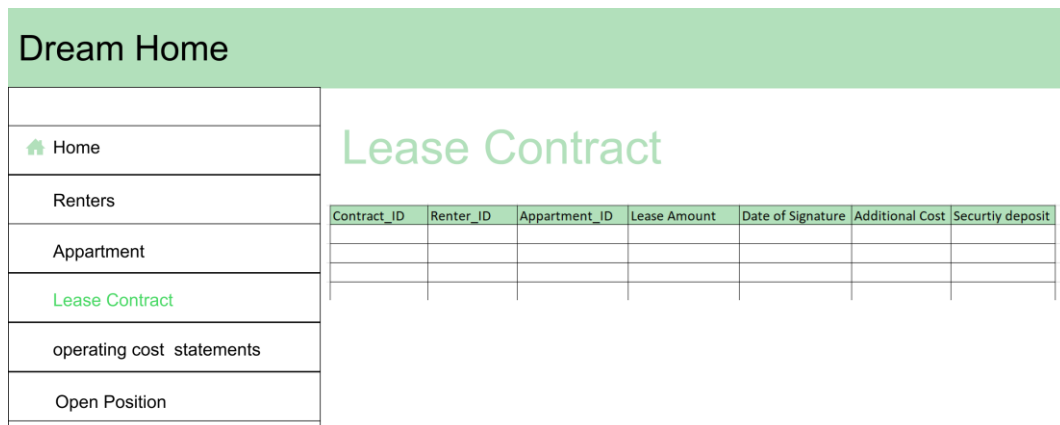 Dream Home
Home
Renters
Appartment
Lease Contract
operating cost statements
Open Position
Lease Contract
Contract_ID Renter_ID Appartment_ID Lease Amount Date of Signature Additional Cost Securtiy deposit